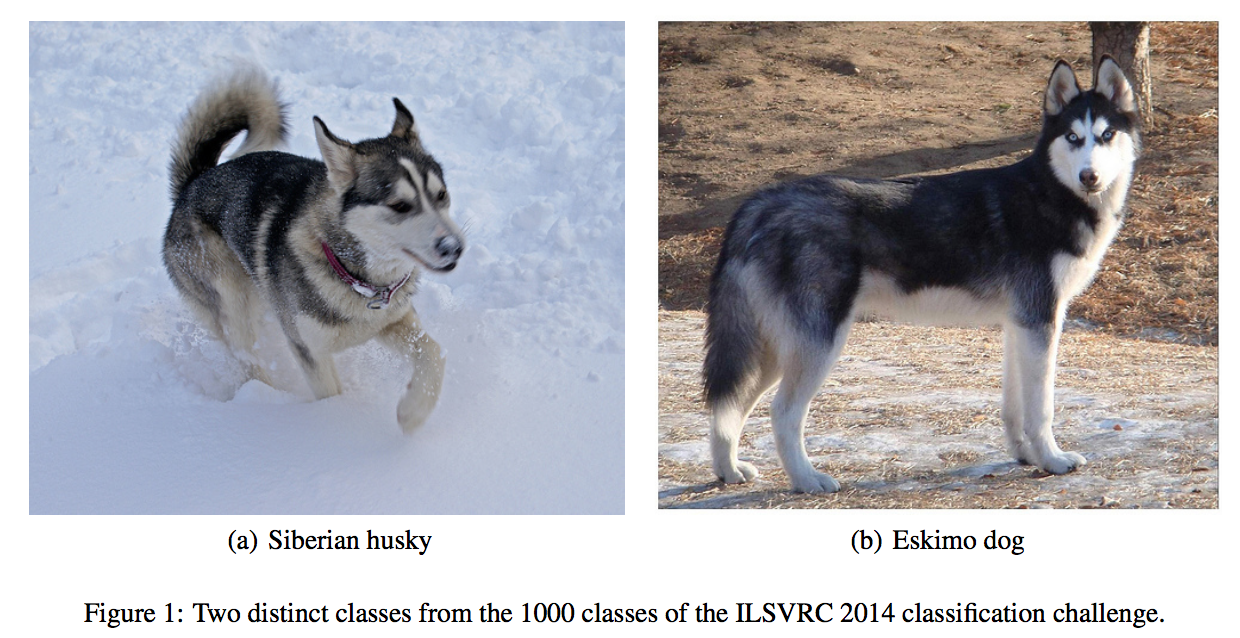 (a) Siberian husky
(b) Eskimo dog
Figure 1: Two distinct classes from the 1000 classes of the ILSVRC 2014 classification challenge.